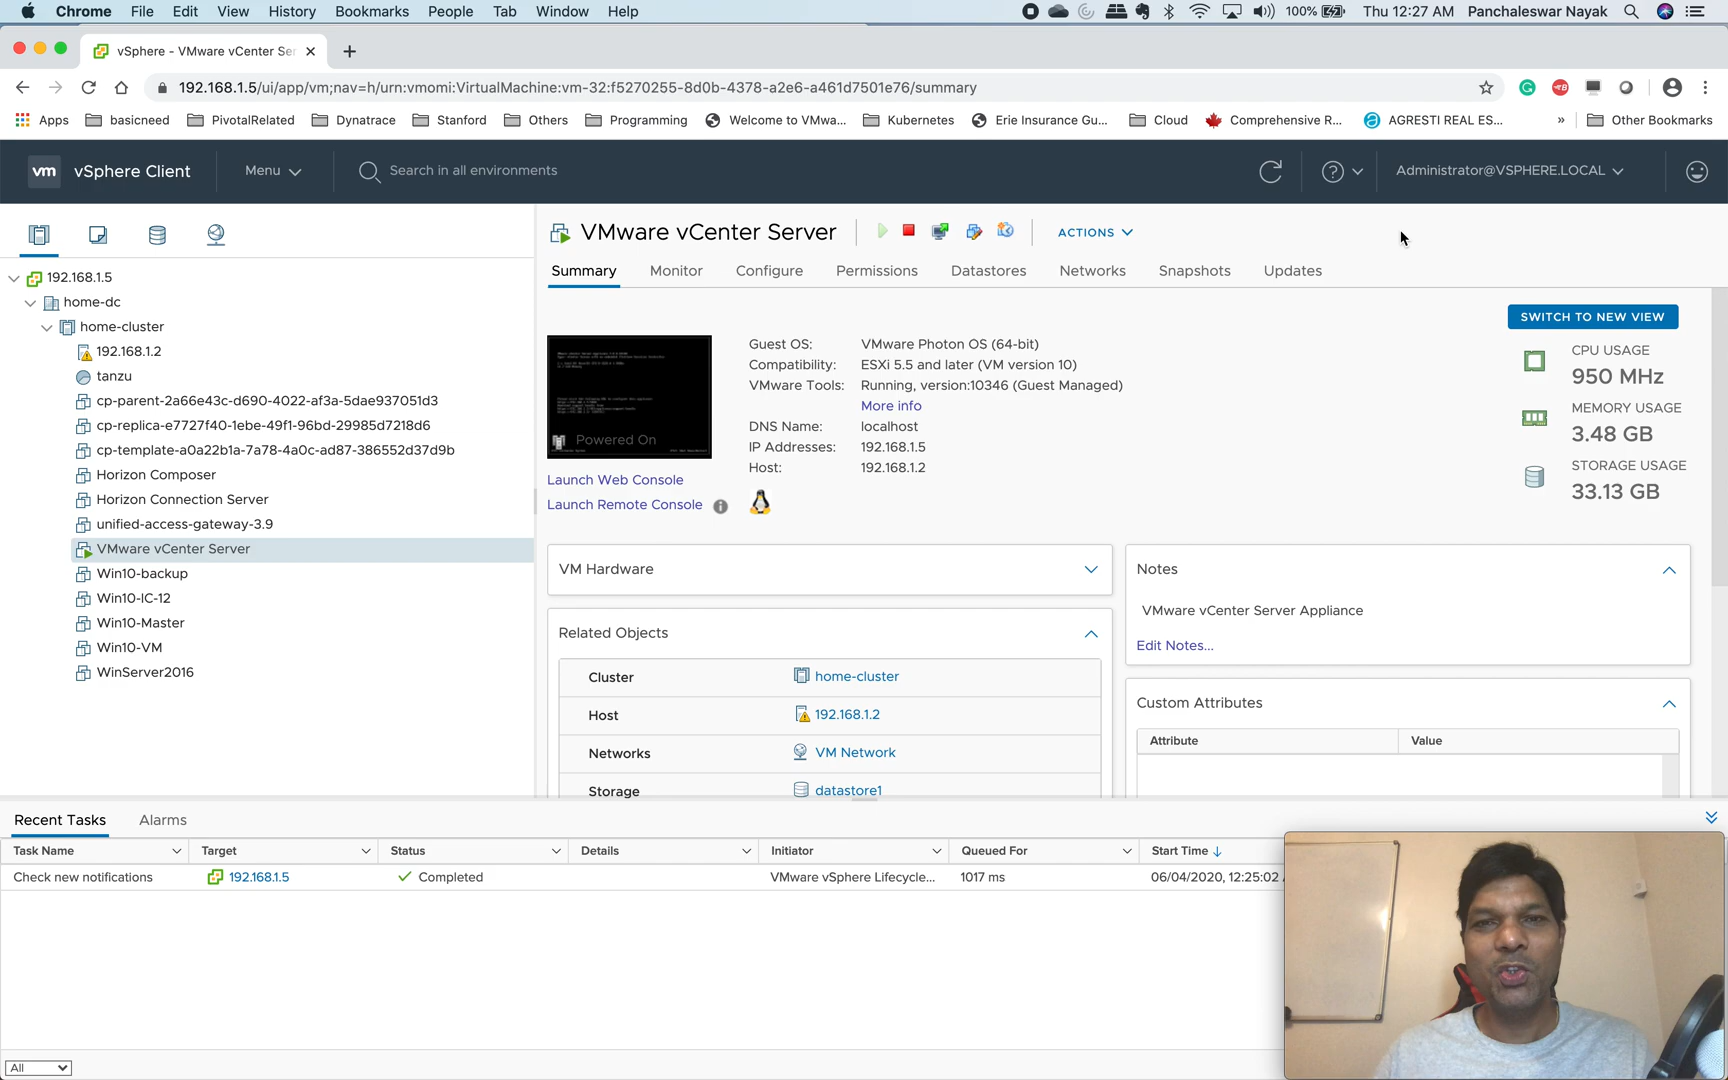 Chrome File Edit View History Bookmarks People Tab Window Help 100% Thu 12:27 AM Panchaleswar Nayak
vSphere - VMware vCenter Ser
192.168.1.5/ui/app/vm;nav=h/urn:vmomi:VirtualMachine:vm-32:f5270255-8d0b-4378-a2e6-a461d7501e76/summary
Apps basicneed PivotalRelated Dynatrace Stanford Others Programming Welcome to VMwa... Kubernetes Erie Insurance Gu... Cloud Comprehensive R... AGRESTI REAL ES... » Other Bookmarks
vm vSphere Client Menu Search in all environments Administrator@VSPHERE.LOCAL
192.168.1.5
home-dc
home-cluster
192.168.1.2
tanzu
cp-parent-2a66e43c-d690-4022-af3a-5dae937051d3
cp-replica-e7727f40-1ebe-49f1-96bd-29985d7218d6
cp-template-a0a22b1a-7a78-4a0c-ad87-386552d37d9b
Horizon Composer
Horizon Connection Server
unified-access-gateway-3.9
VMware vCenter Server
Win10-backup
Win10-IC-12
Win10-Master
Win10-VM
WinServer2016
VMware vCenter Server ACTIONS
Summary Monitor Configure Permissions Datastores Networks Snapshots Updates
SWITCH TO NEW VIEW
Powered On
Launch Web Console
Launch Remote Console
Guest OS: VMware Photon OS (64-bit)
Compatibility: ESXi 5.5 and later (VM version 10)
VMware Tools: Running, version:10346 (Guest Managed)
More info
DNS Name: localhost
IP Addresses: 192.168.1.5
Host: 192.168.1.2
CPU USAGE
950 MHz
MEMORY USAGE
3.48 GB
STORAGE USAGE
33.13 GB
VM Hardware
Related Objects
Cluster home-cluster
Host 192.168.1.2
Networks VM Network
Storage datastore1
Notes
VMware vCenter Server Appliance
Edit Notes...
Custom Attributes
Attribute Value
Recent Tasks Alarms
Task Name Target Status Details Initiator Queued For Start Time
Check new notifications 192.168.1.5 Completed VMware vSphere Lifecycle... 1017 ms 06/04/2020, 12:25:02
All